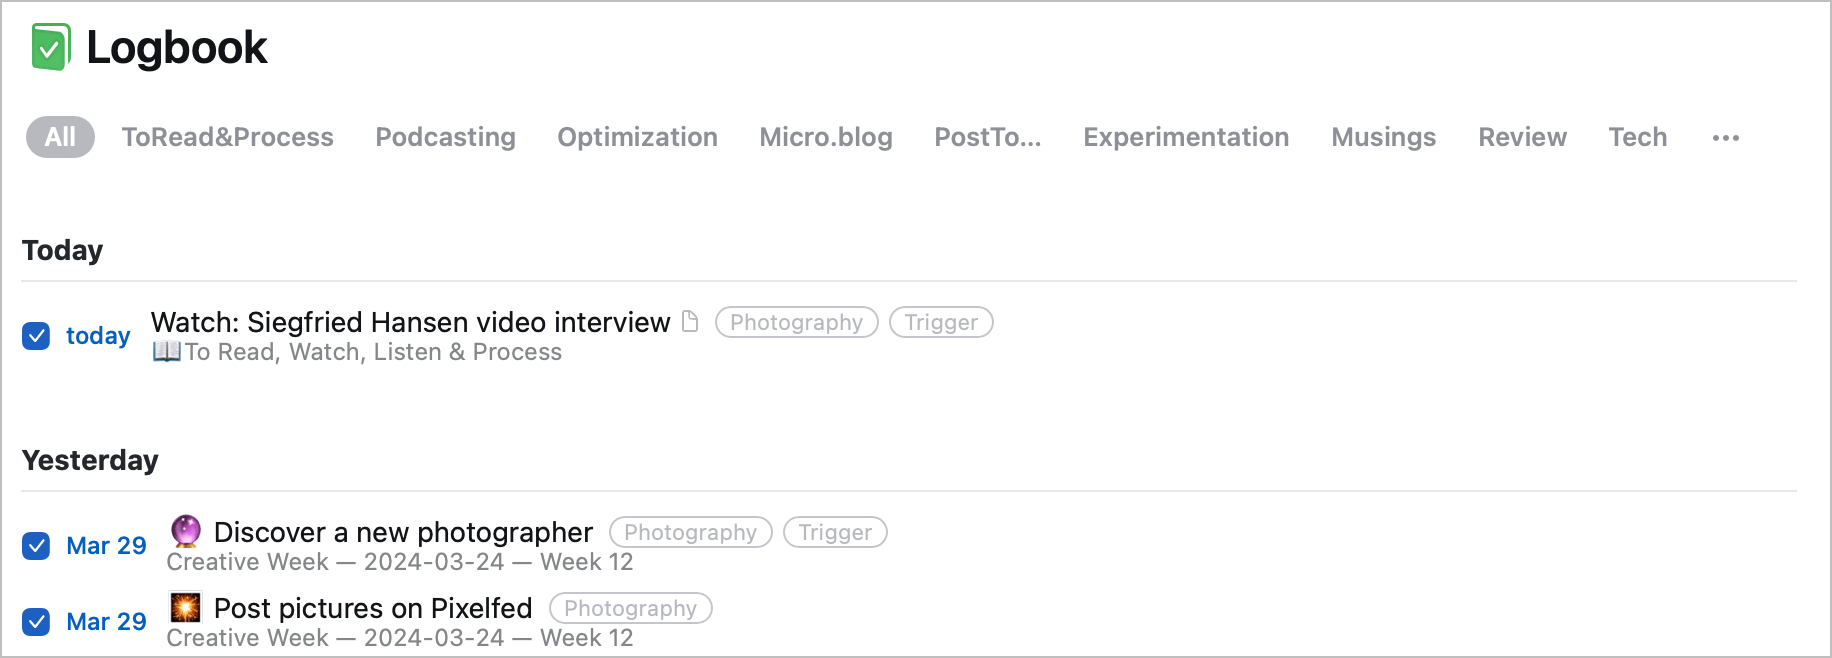 Logbook
All ToRead&Process Podcasting Optimization Micro.blog PostTo... Experimentation Musings Review Tech ...
Today
today Watch: Siegfried Hansen video interview Photography Trigger
To Read, Watch, Listen & Process
Yesterday
Mar 29 Discover a new photographer Photography Trigger
Creative Week — 2024-03-24 — Week 12
Mar 29 Post pictures on Pixelfed Photography
Creative Week — 2024-03-24 — Week 12